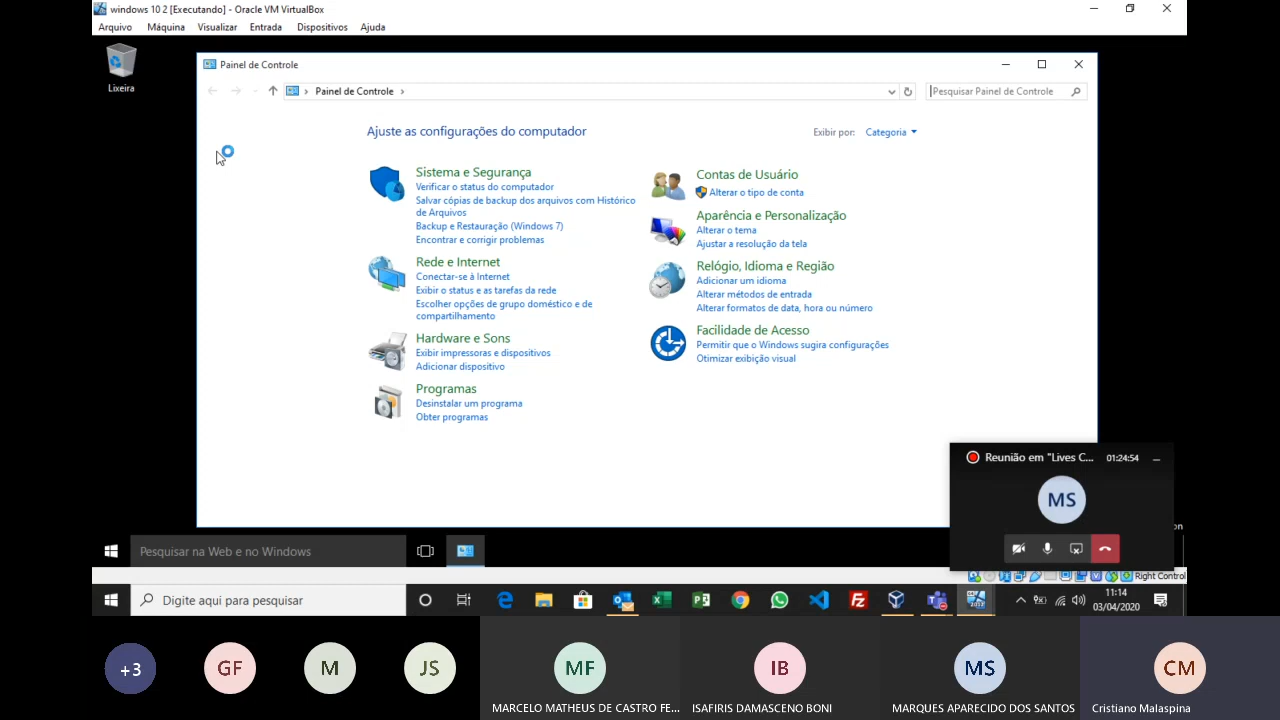 windows 10 2 [Executando] - Oracle VM VirtualBox
Arquivo Máquina Visualizar Entrada Dispositivos Ajuda
Lixeira
Painel de Controle
Painel de Controle
Pesquisar Painel de Controle
Ajuste as configurações do computador
Exibir por: Categoria
Sistema e Segurança
Verificar o status do computador
Salvar cópias de backup dos arquivos com Histórico
de Arquivos
Backup e Restauração (Windows 7)
Encontrar e corrigir problemas
Rede e Internet
Conectar-se à Internet
Exibir o status e as tarefas da rede
Escolher opções de grupo doméstico e de
compartilhamento
Hardware e Sons
Exibir impressoras e dispositivos
Adicionar dispositivo
Programas
Desinstalar um programa
Obter programas
Contas de Usuário
Alterar o tipo de conta
Aparência e Personalização
Alterar o tema
Ajustar a resolução da tela
Relógio, Idioma e Região
Adicionar um idioma
Alterar métodos de entrada
Alterar formatos de data, hora ou número
Facilidade de Acesso
Permitir que o Windows sugira configurações
Otimizar exibição visual
Reunião em "Lives C... 01:24:54
MS
on
Pesquisar na Web e no Windows
Right Control
Digite aqui para pesquisar
11:14
03/04/2020
+3 GF M JS MF IB MS CM
MARCELO MATHEUS DE CASTRO FE... ISAFIRIS DAMASCENO BONI MARQUES APARECIDO DOS SANTOS Cristiano Malaspina